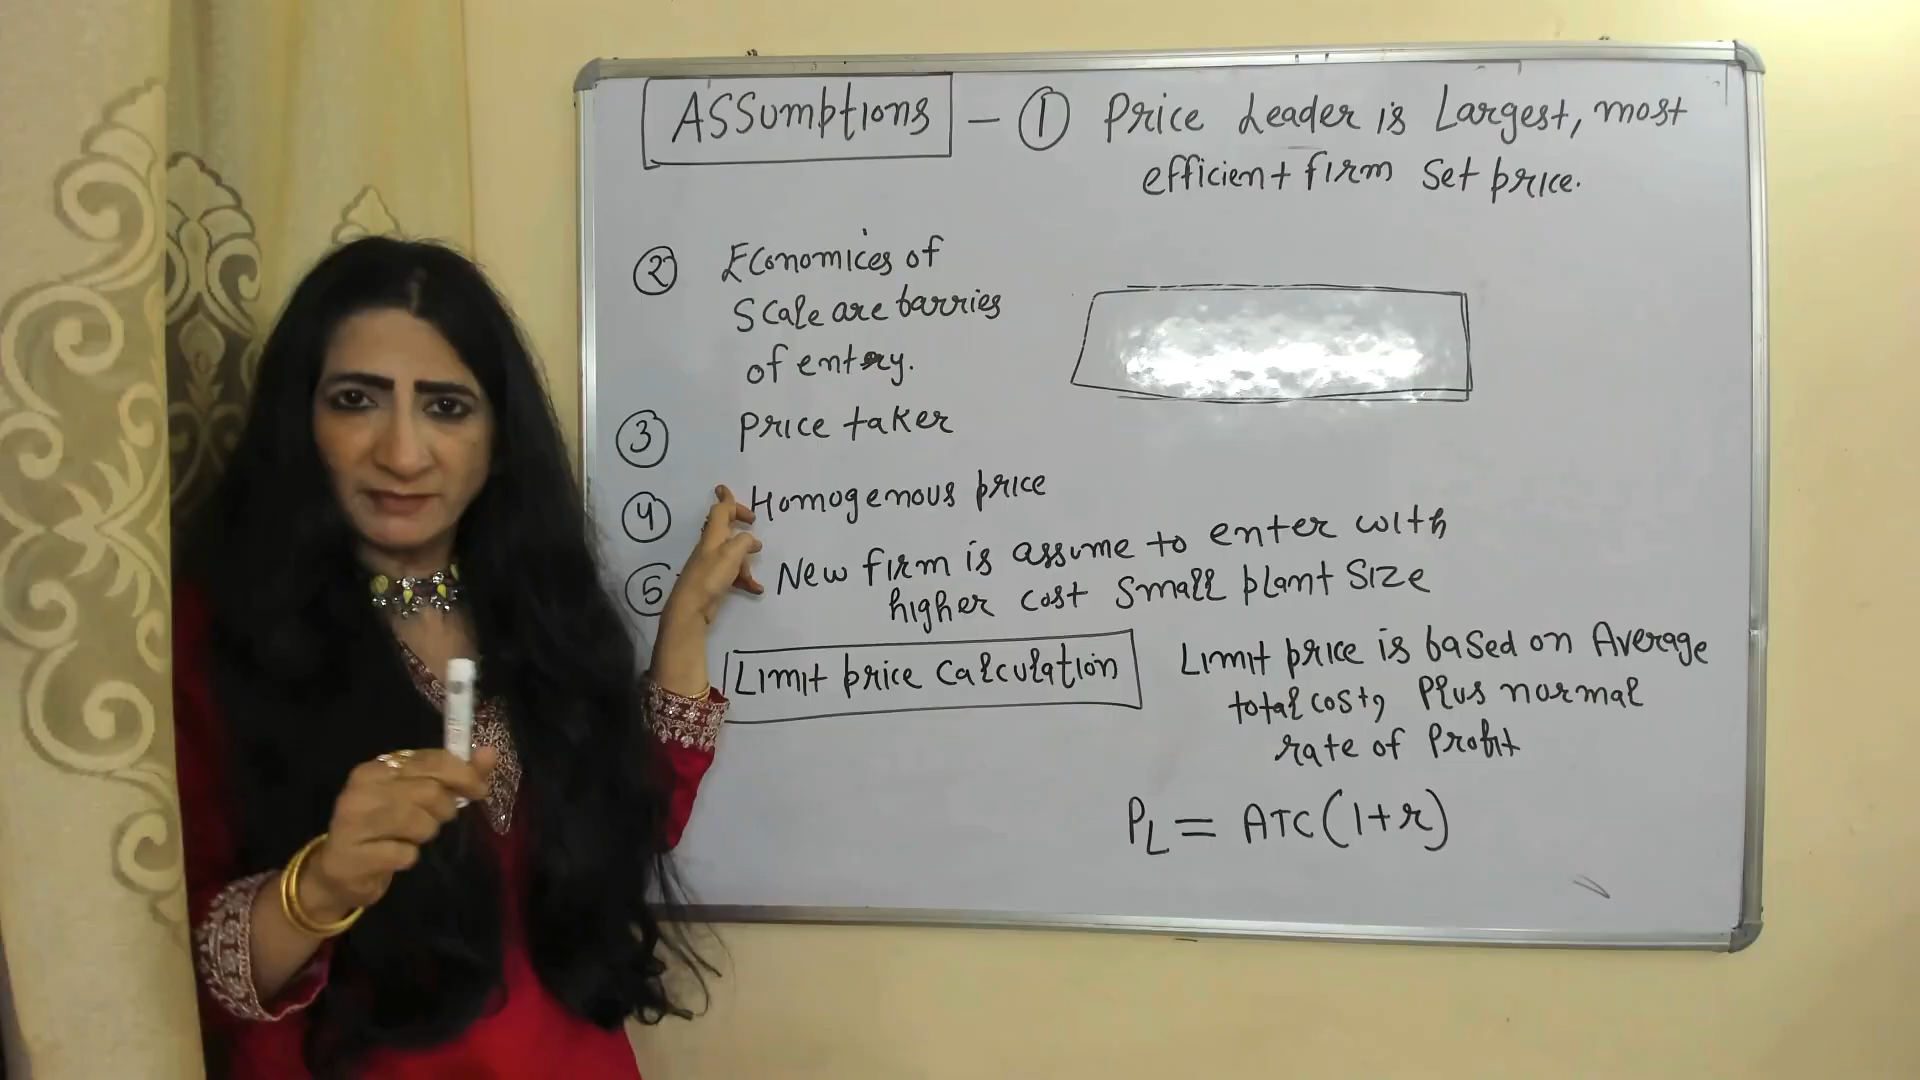 Assumptions - ① Price Leader is Largest, most
efficient firm set price.
② Economices of
Scale are barries
of entry.
③ Price taker
④ Homogenous price
⑤ New firm is assume to enter with
higher cost small plant size
Limit price calculation
Limit price is based on Average
total cost, Plus normal
rate of Profit
PL = ATC(1+r)